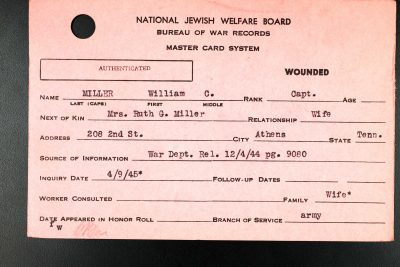 NATIONAL JEWISH WELFARE BOARD
BUREAU OF WAR RECORDS
MASTER CARD SYSTEM
AUTHENTICATED
WOUNDED
NAME MILLER William C. RANK Capt. AGE
LAST (CAPS) FIRST MIDDLE
NEXT OF KIN Mrs. Ruth G. Miller RELATIONSHIP Wife
ADDRESS 208 2nd St. CITY Athens STATE Tenn.
SOURCE OF INFORMATION War Dept. Rel. 12/4/44 pg. 9080
INQUIRY DATE 4/9/45* FOLLOW-UP DATES
WORKER CONSULTED FAMILY Wife*
DATE APPEARED IN HONOR ROLL BRANCH OF SERVICE army
r w